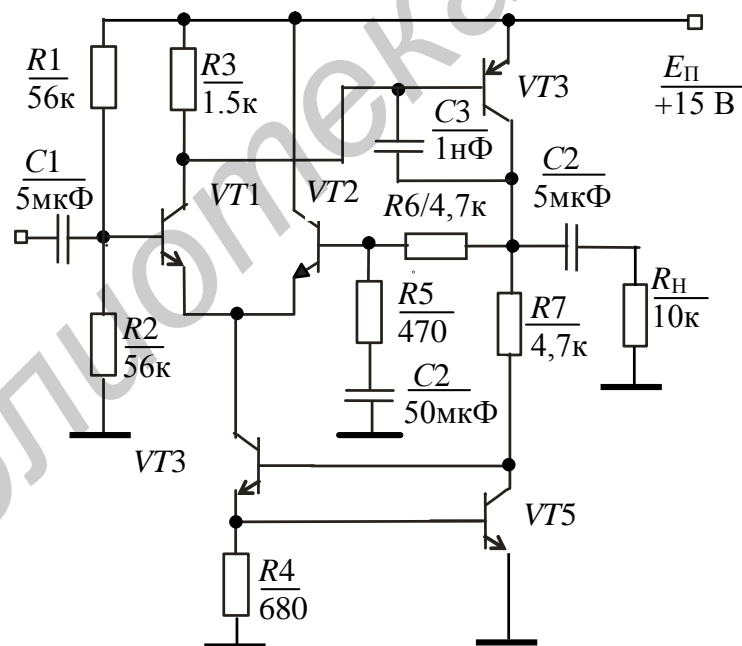 R1
56к
R3
1.5к
VT3
EП
+15 В
C3
1нФ
C1
5мкФ
VT1
VT2
C2
5мкФ
R6/4,7к
R5
470
RН
10к
R7
4,7к
R2
56к
C2
50мкФ
VT3
VT5
R4
680